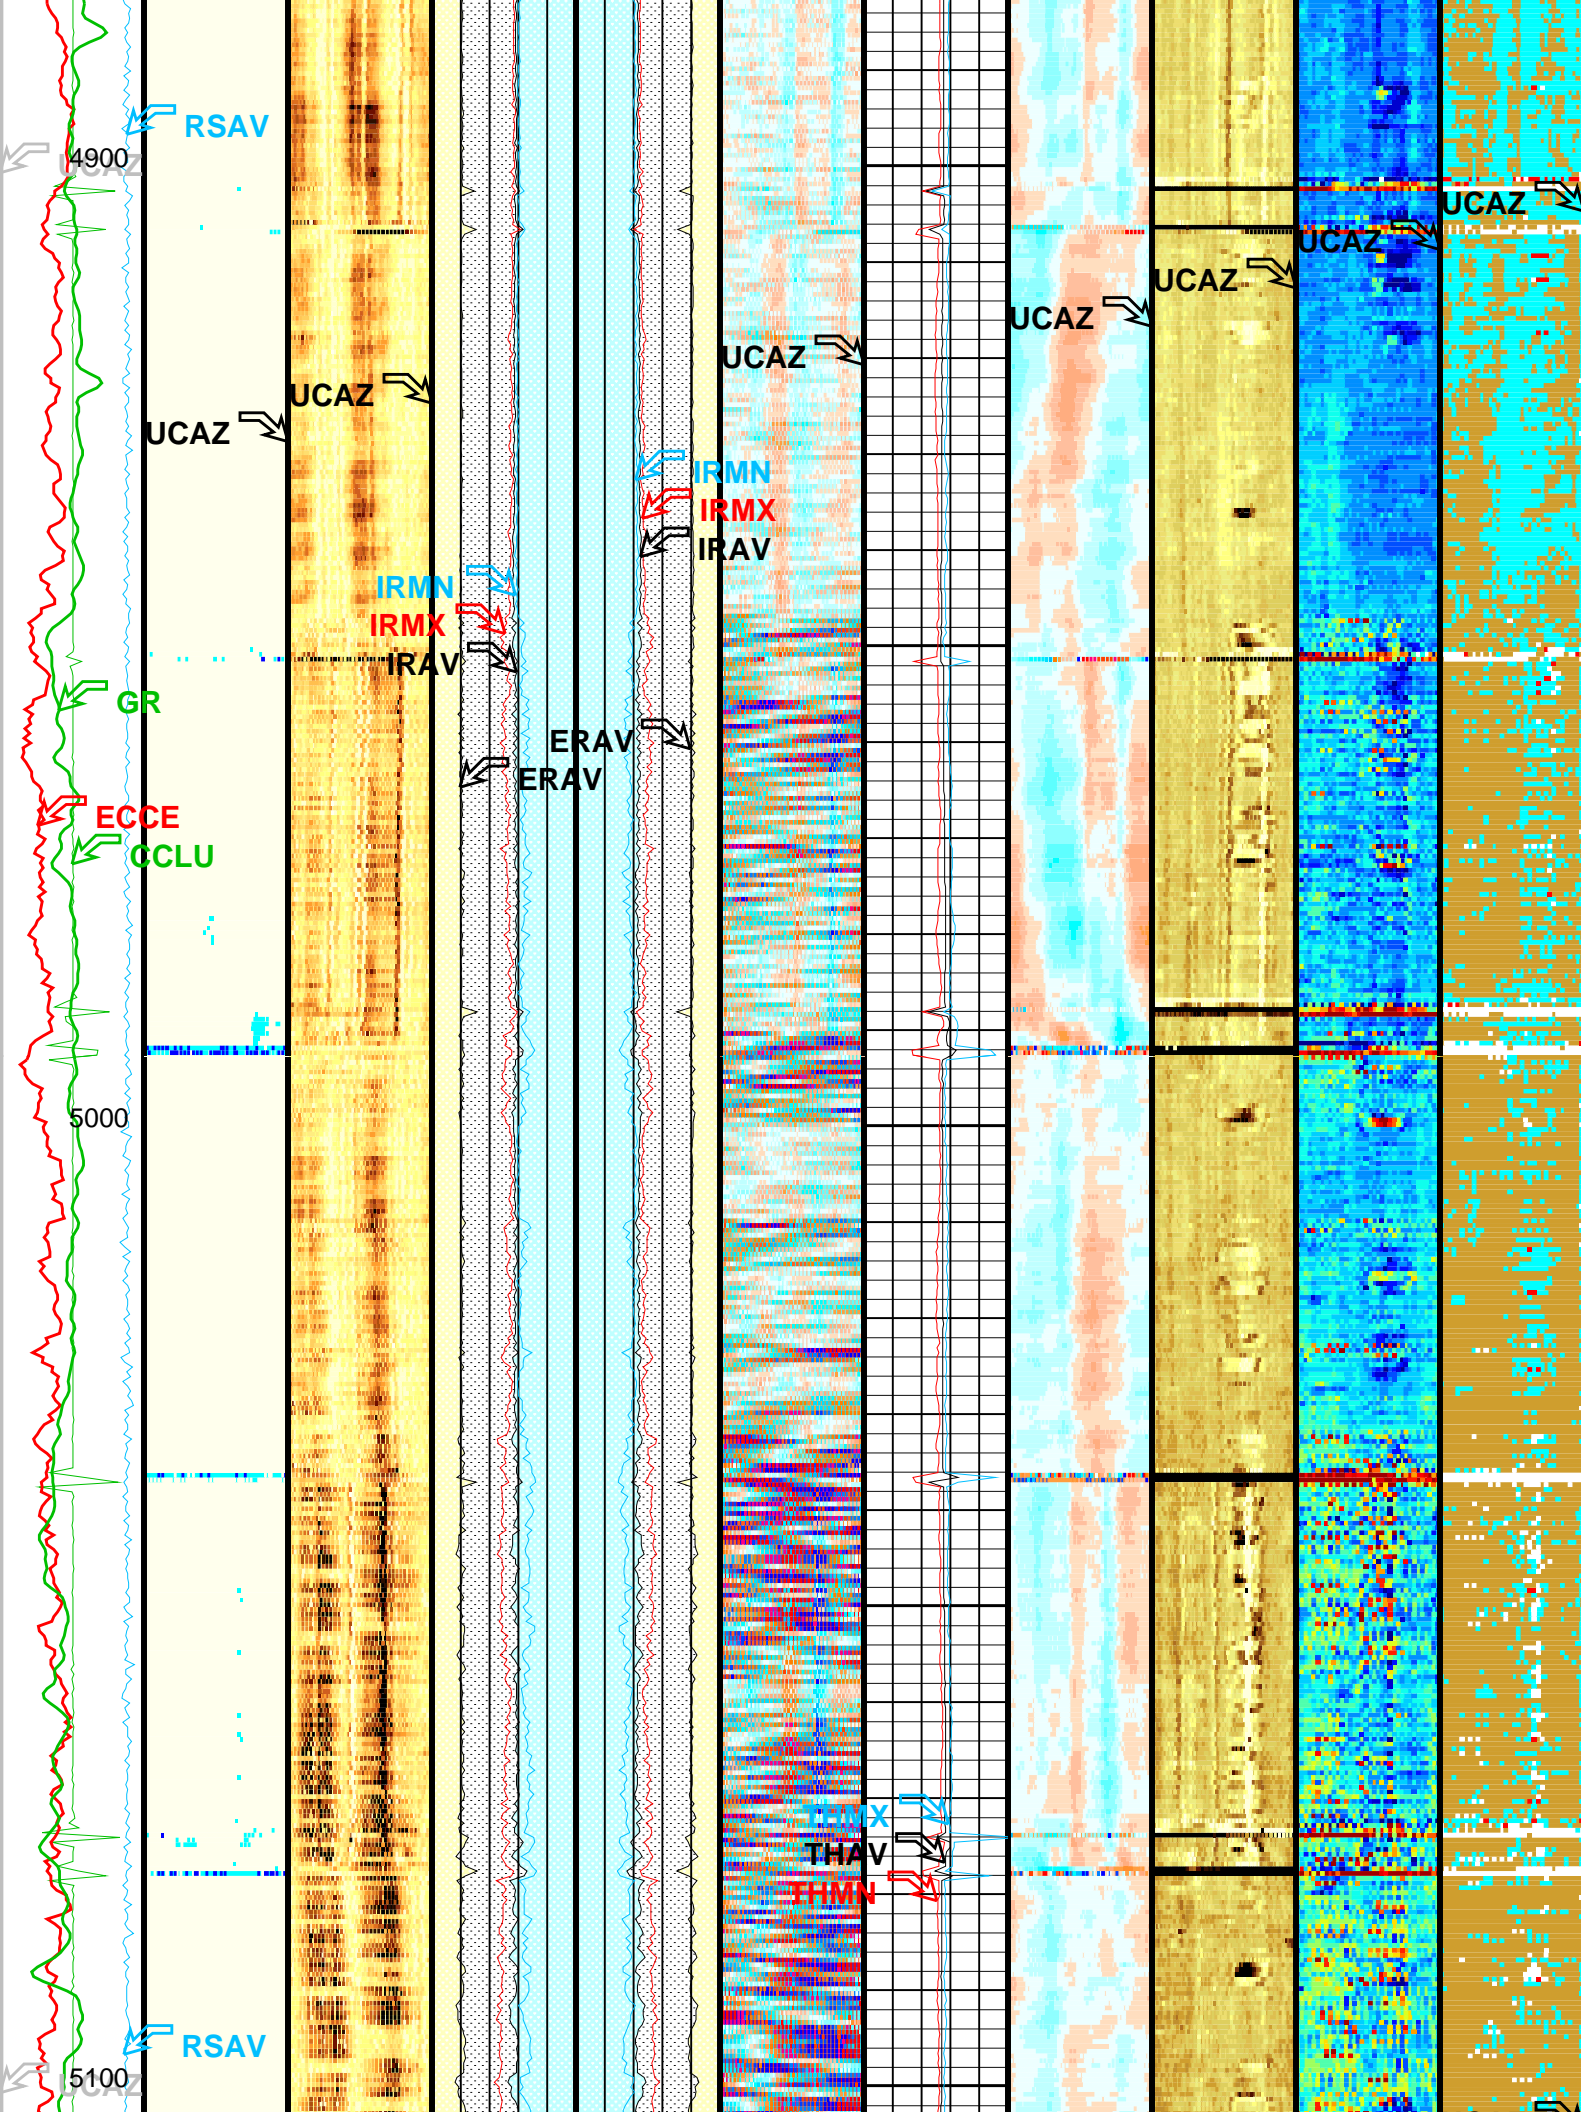 RSAV
4900
UCAZ
UCAZ
UCAZ
UCAZ
UCAZ
UCAZ
UCAZ
UCAZ
IRMN
IRMX
IRAV
IRMN
IRMX
IRAV
GR
ERAV
ERAV
ECCE
CCLU
5000
THMX
THAV
THMN
RSAV
5100
UCAZ